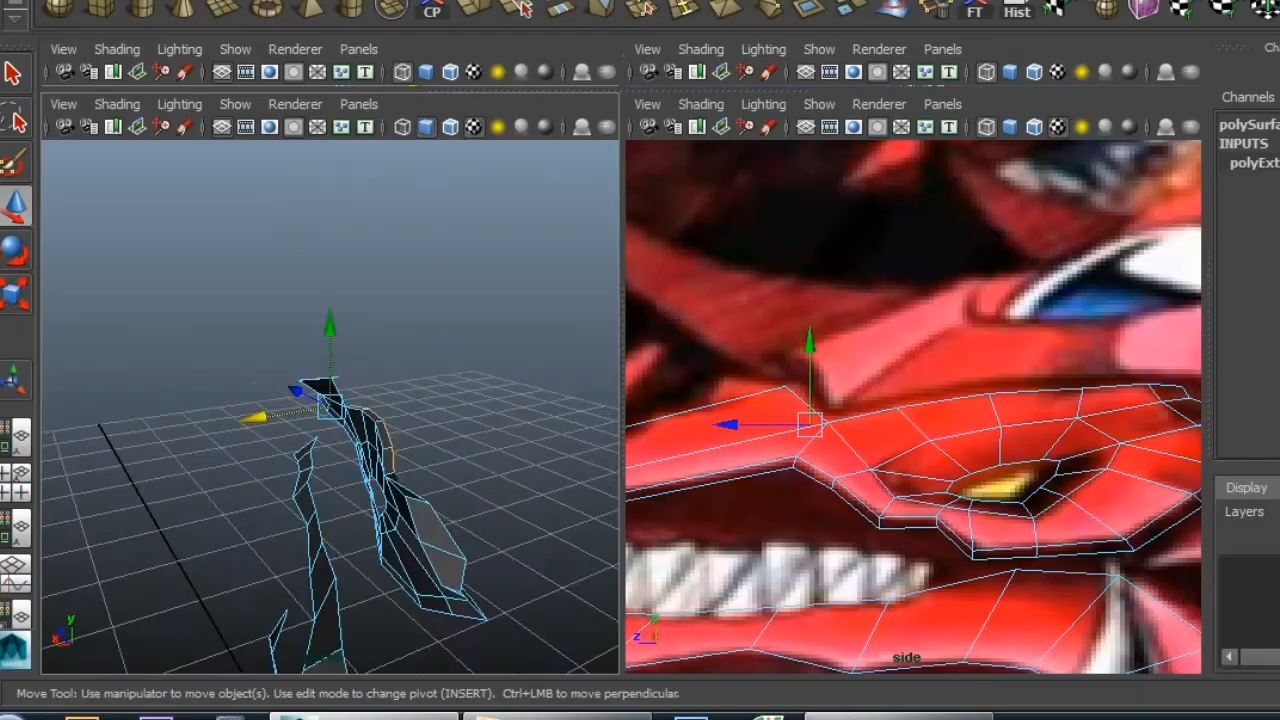 CP FT Hist
View Shading Lighting Show Renderer Panels
View Shading Lighting Show Renderer Panels
View Shading Lighting Show Renderer Panels
View Shading Lighting Show Renderer Panels
Channels
polySurfa
INPUTS
polyExt
Display
Layers
y
x
y
z
side
Move Tool: Use manipulator to move object(s). Use edit mode to change pivot (INSERT). Ctrl+LMB to move perpendicular.